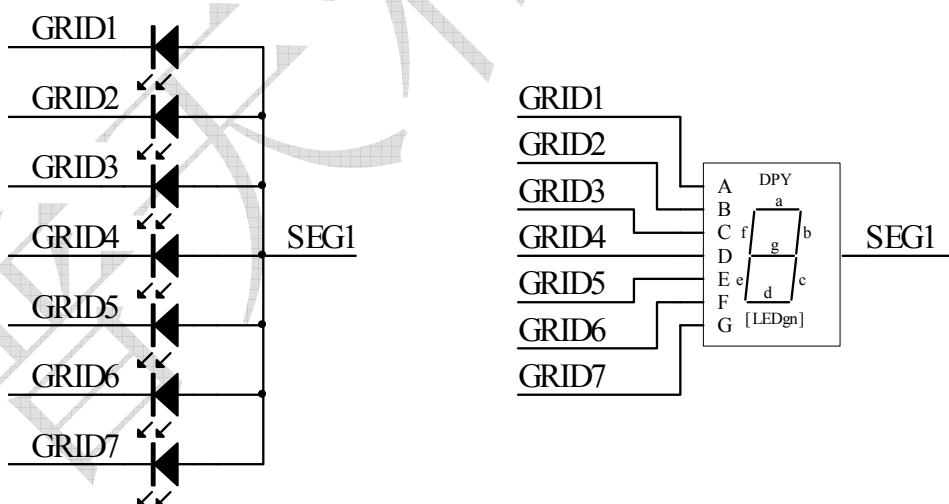 GRID1
GRID2
GRID3
GRID4
GRID5
GRID6
GRID7
SEG1
GRID1
GRID2
GRID3
GRID4
GRID5
GRID6
GRID7
A
B
C
D
E
F
G
DPY
a
f
b
g
e
c
d
[LEDgn]
SEG1